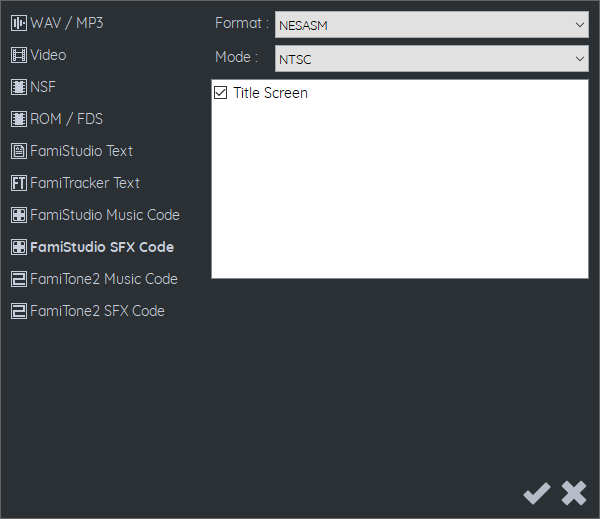 WAV / MP3
Video
NSF
ROM / FDS
FamiStudio Text
FamiTracker Text
FamiStudio Music Code
FamiStudio SFX Code
FamiTone2 Music Code
FamiTone2 SFX Code
Format : NESASM
Mode : NTSC
Title Screen